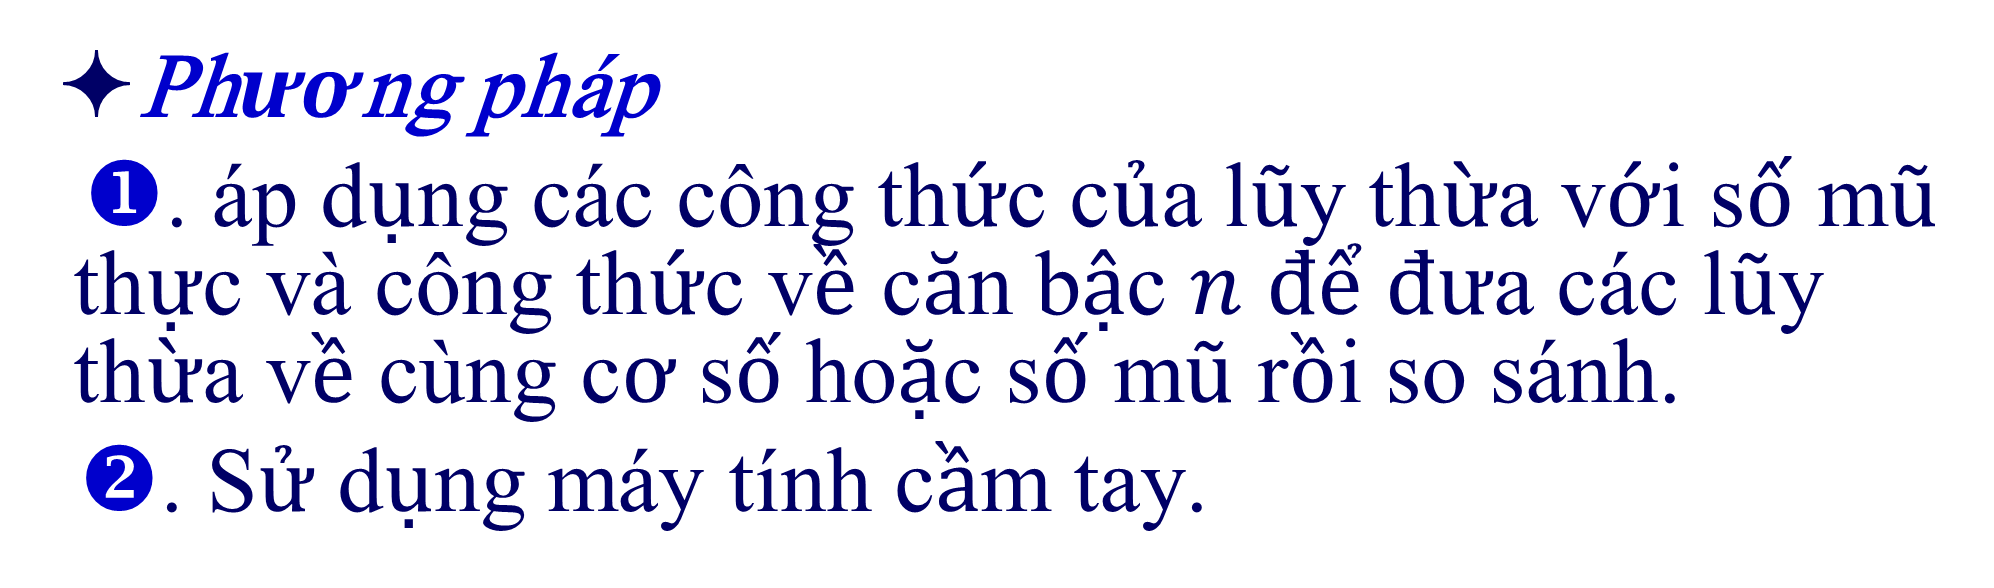 ✦ Phương pháp
❶. áp dụng các công thức của lũy thừa với số mũ
thực và công thức về căn bậc n để đưa các lũy
thừa về cùng cơ số hoặc số mũ rồi so sánh.
❷. Sử dụng máy tính cầm tay.